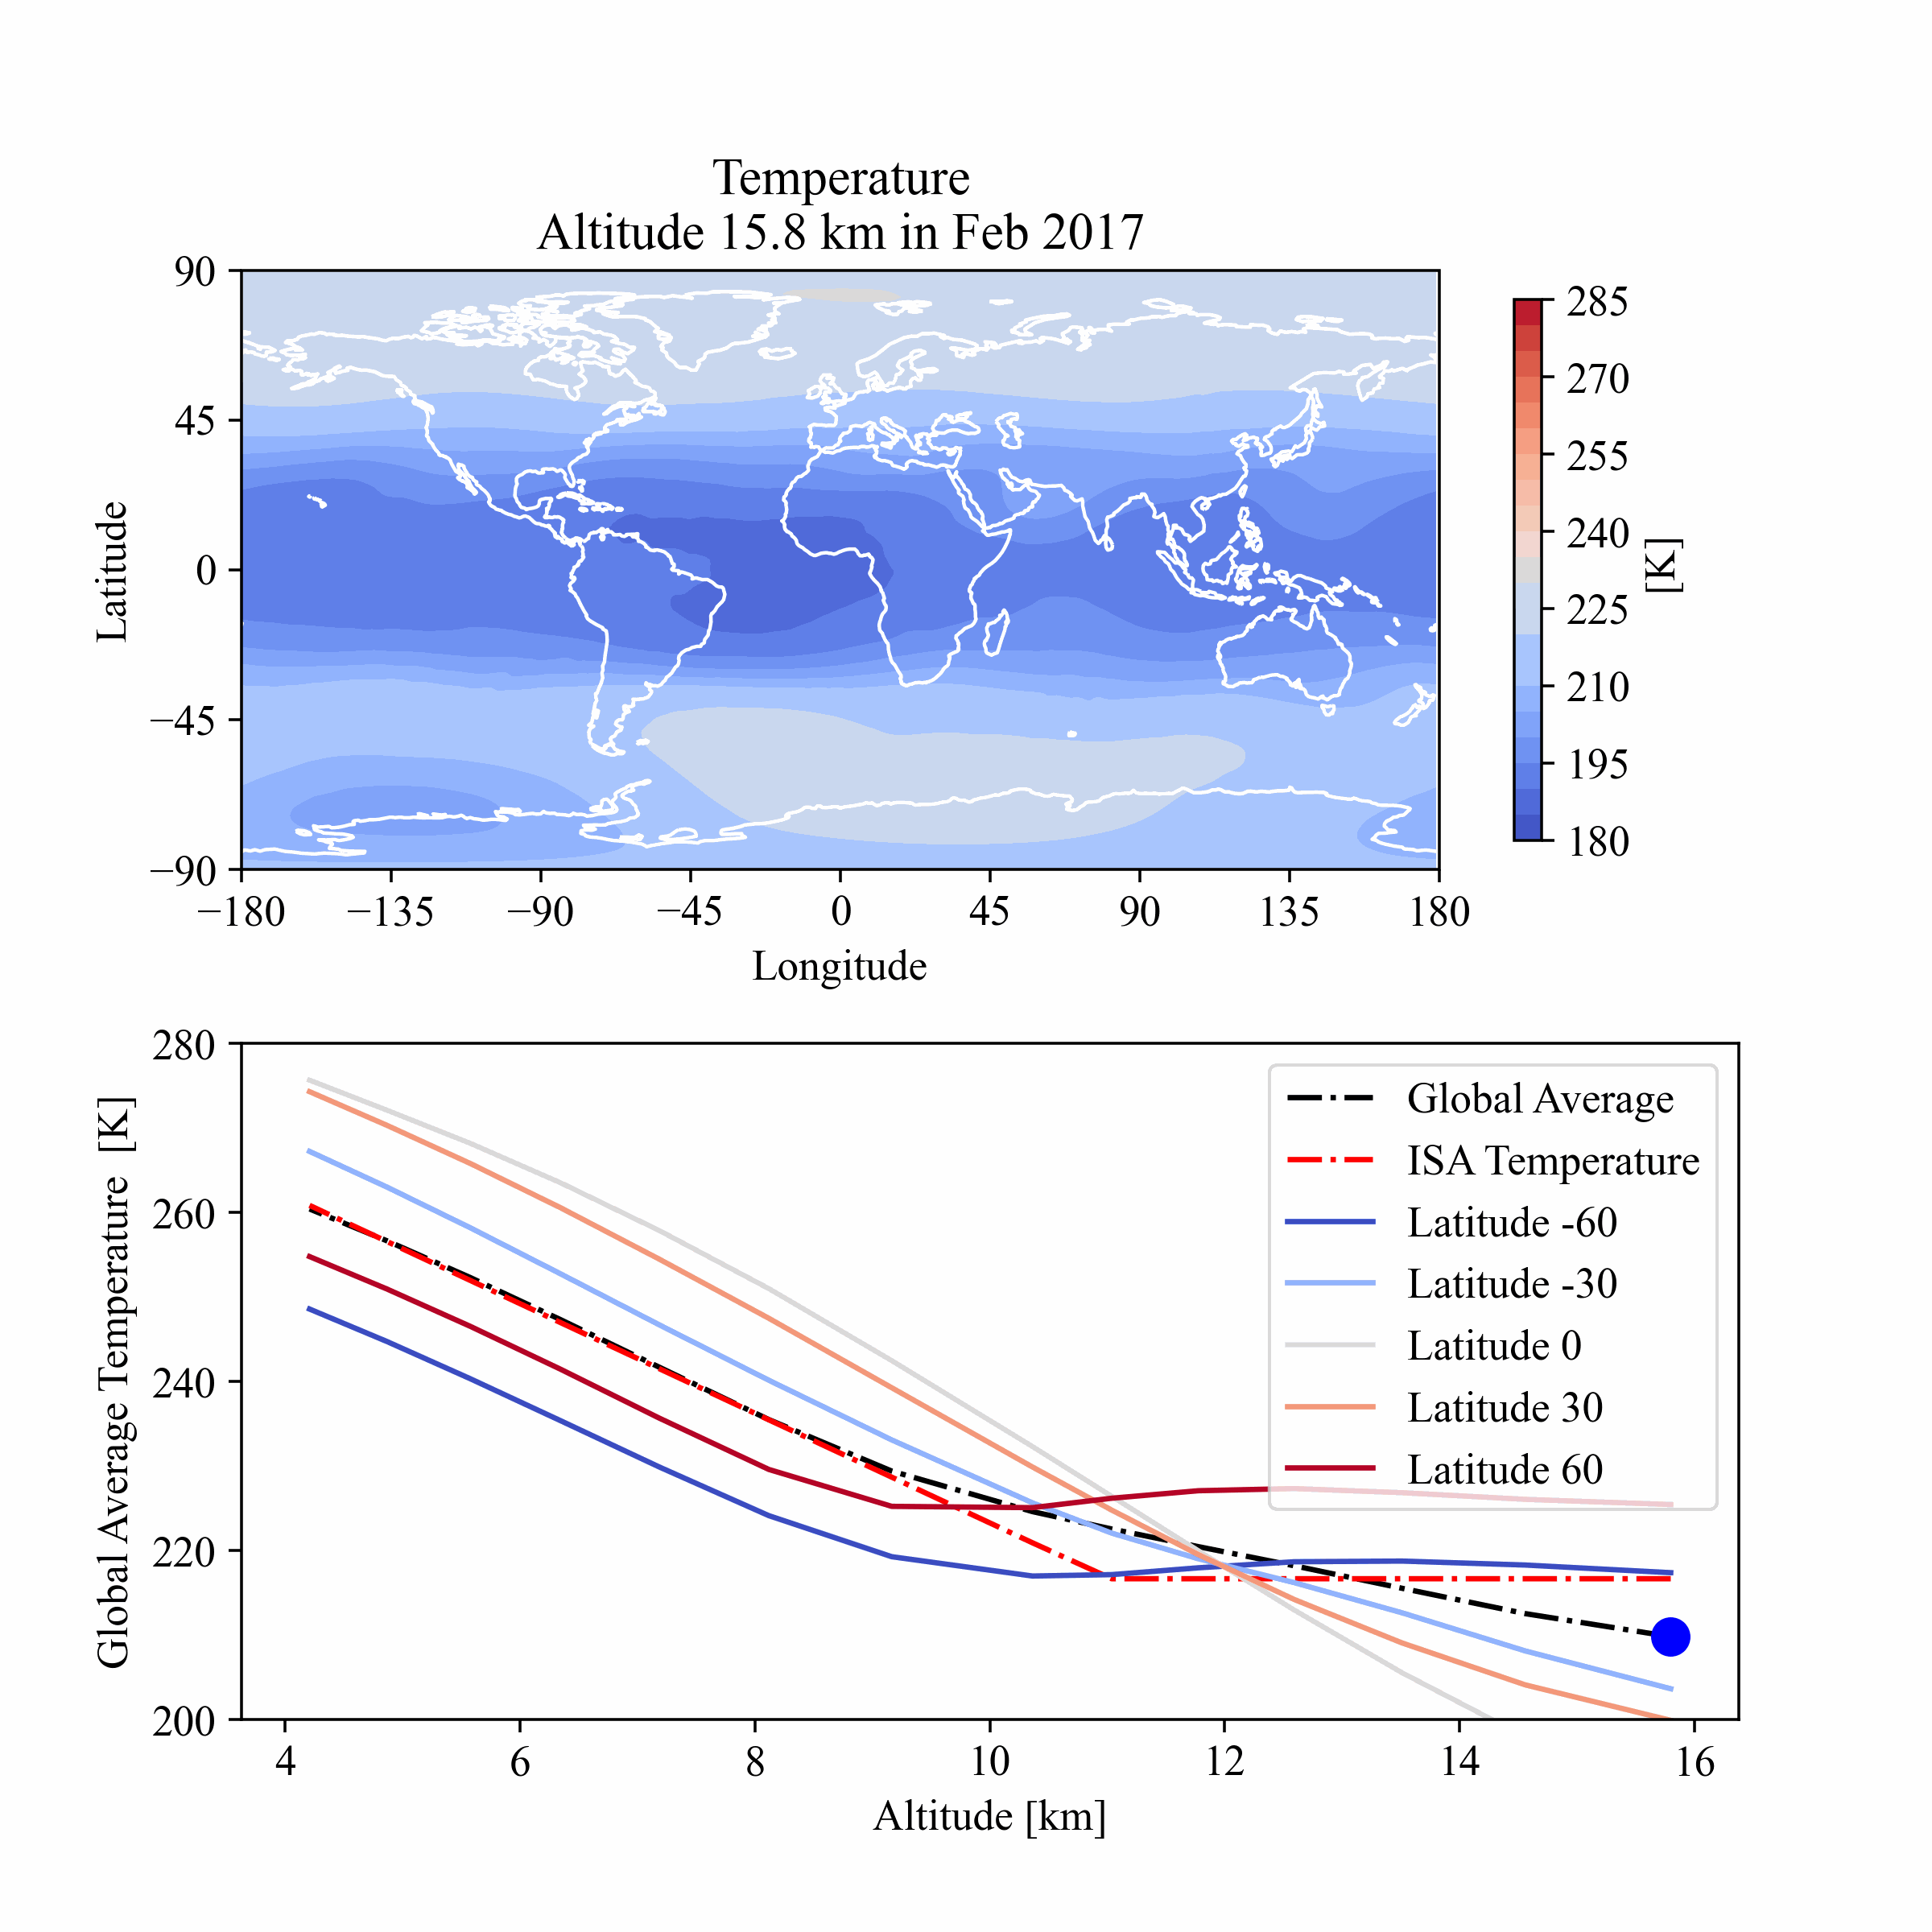 Temperature
Altitude 15.8 km in Feb 2017
90
45
0
−45
−90
Latitude
−180 −135 −90 −45 0 45 90 135 180
Longitude
285
270
255
240
225
210
195
180
[K]
280
260
240
220
200
Global Average Temperature [K]
Global Average
ISA Temperature
Latitude -60
Latitude -30
Latitude 0
Latitude 30
Latitude 60
4 6 8 10 12 14 16
Altitude [km]